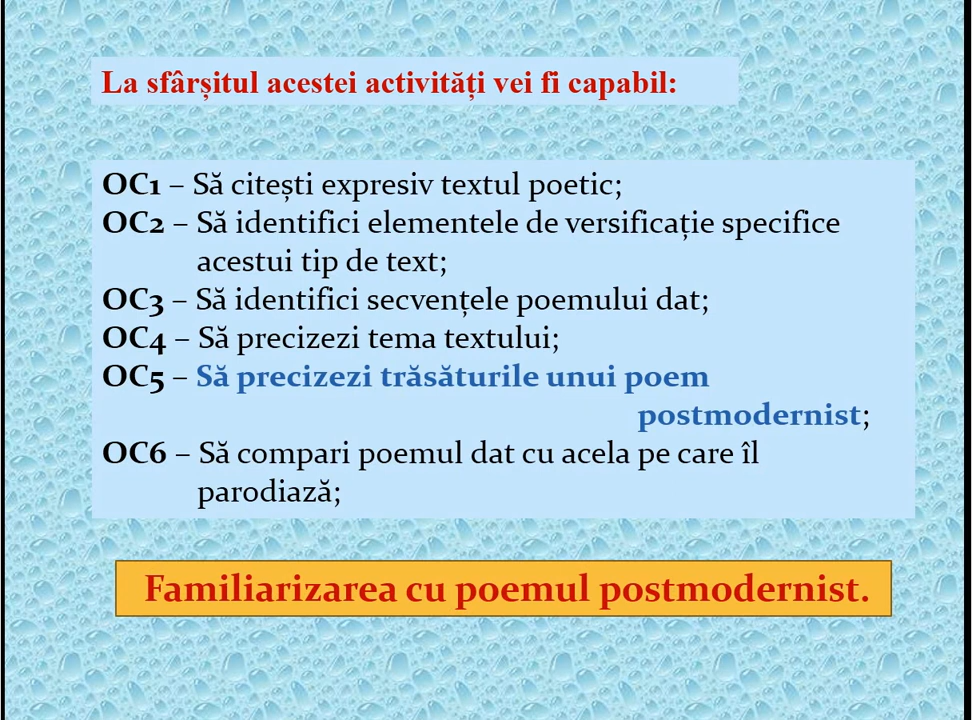 La sfârșitul acestei activități vei fi capabil:
OC1 – Să citești expresiv textul poetic;
OC2 – Să identifici elementele de versificație specifice
acestui tip de text;
OC3 – Să identifici secvențele poemului dat;
OC4 – Să precizezi tema textului;
OC5 – Să precizezi trăsăturile unui poem
postmodernist;
OC6 – Să compari poemul dat cu acela pe care îl
parodiază;
Familiarizarea cu poemul postmodernist.